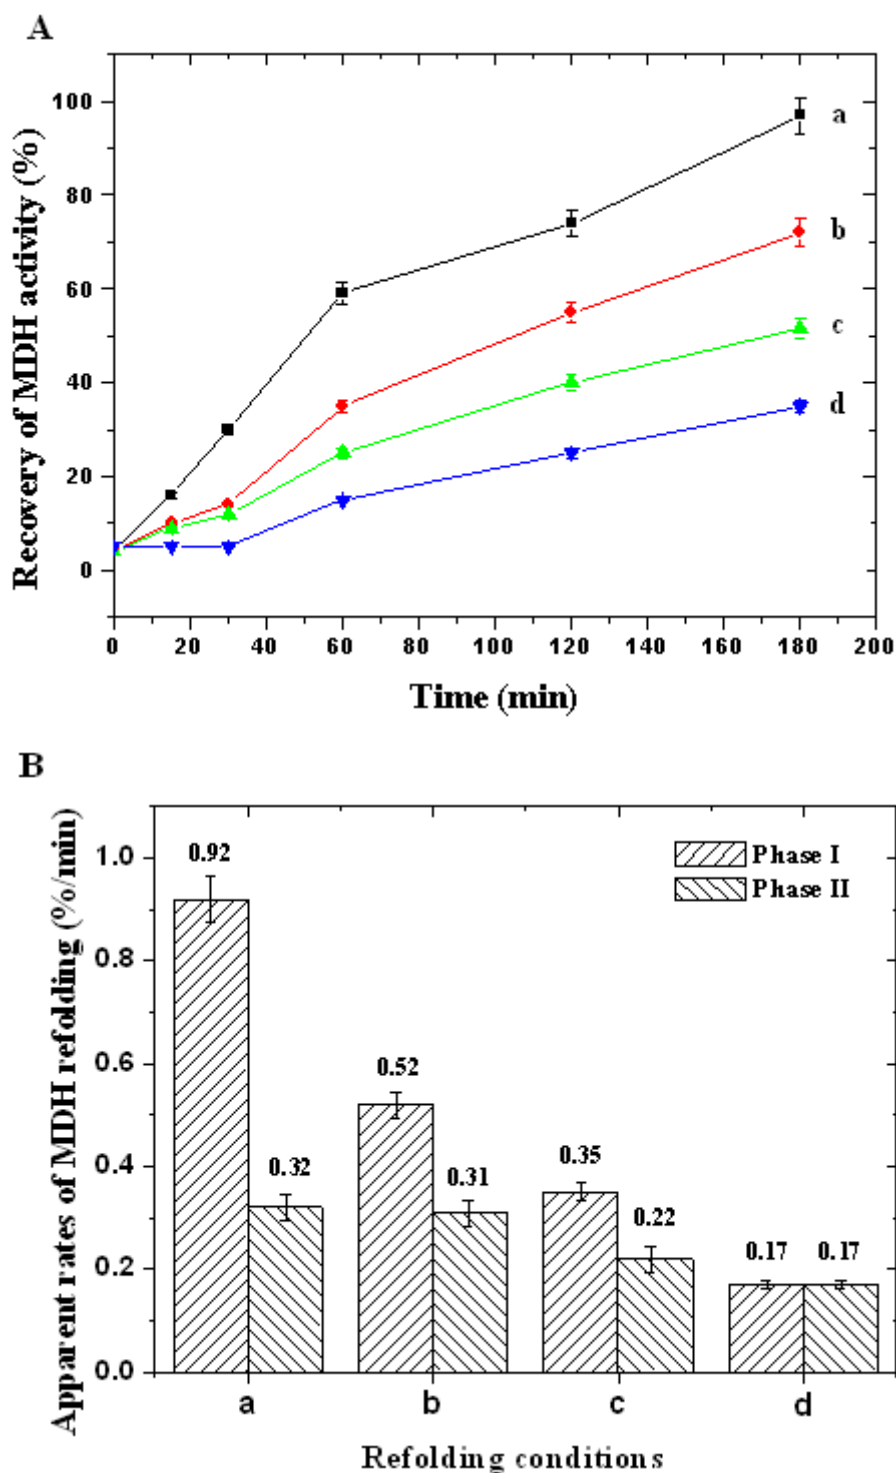 A
Recovery of MDH activity (%)
100
80
60
40
20
0
a
b
c
d
0 20 40 60 80 100 120 140 160 180 200
Time (min)
B
Apparent rates of MDH refolding (%/min)
1.0
0.8
0.6
0.4
0.2
0.0
Phase I
Phase II
0.92
0.32
0.52
0.31
0.35
0.22
0.17
0.17
a b c d
Refolding conditions